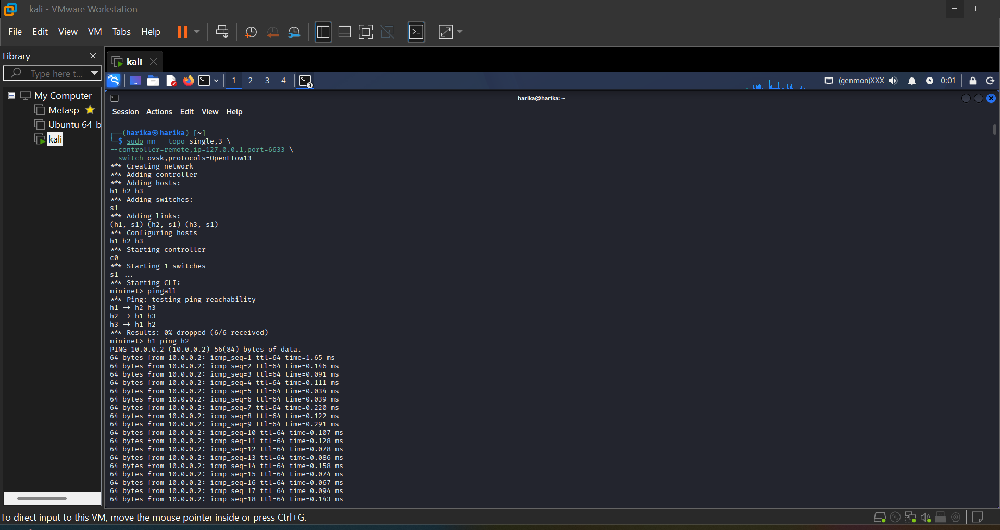 kali - VMware Workstation
File Edit View VM Tabs Help
Library
kali
Type here t...
1 2 3 4
3
(genmon)XXX
0:01
My Computer
Metasp
Ubuntu 64-b
kali
harika@harika: ~
Session Actions Edit View Help
┌──(harika㉿harika)-[~]
└─$ sudo mn --topo single,3 \
--controller=remote,ip=127.0.0.1,port=6633 \
--switch ovsk,protocols=OpenFlow13
*** Creating network
*** Adding controller
*** Adding hosts:
h1 h2 h3
*** Adding switches:
s1
*** Adding links:
(h1, s1) (h2, s1) (h3, s1)
*** Configuring hosts
h1 h2 h3
*** Starting controller
c0
*** Starting 1 switches
s1 ...
*** Starting CLI:
mininet> pingall
*** Ping: testing ping reachability
h1 → h2 h3
h2 → h1 h3
h3 → h1 h2
*** Results: 0% dropped (6/6 received)
mininet> h1 ping h2
PING 10.0.0.2 (10.0.0.2) 56(84) bytes of data.
64 bytes from 10.0.0.2: icmp_seq=1 ttl=64 time=1.65 ms
64 bytes from 10.0.0.2: icmp_seq=2 ttl=64 time=0.146 ms
64 bytes from 10.0.0.2: icmp_seq=3 ttl=64 time=0.091 ms
64 bytes from 10.0.0.2: icmp_seq=4 ttl=64 time=0.111 ms
64 bytes from 10.0.0.2: icmp_seq=5 ttl=64 time=0.034 ms
64 bytes from 10.0.0.2: icmp_seq=6 ttl=64 time=0.039 ms
64 bytes from 10.0.0.2: icmp_seq=7 ttl=64 time=0.220 ms
64 bytes from 10.0.0.2: icmp_seq=8 ttl=64 time=0.122 ms
64 bytes from 10.0.0.2: icmp_seq=9 ttl=64 time=0.291 ms
64 bytes from 10.0.0.2: icmp_seq=10 ttl=64 time=0.107 ms
64 bytes from 10.0.0.2: icmp_seq=11 ttl=64 time=0.128 ms
64 bytes from 10.0.0.2: icmp_seq=12 ttl=64 time=0.078 ms
64 bytes from 10.0.0.2: icmp_seq=13 ttl=64 time=0.086 ms
64 bytes from 10.0.0.2: icmp_seq=14 ttl=64 time=0.158 ms
64 bytes from 10.0.0.2: icmp_seq=15 ttl=64 time=0.074 ms
64 bytes from 10.0.0.2: icmp_seq=16 ttl=64 time=0.067 ms
64 bytes from 10.0.0.2: icmp_seq=17 ttl=64 time=0.094 ms
64 bytes from 10.0.0.2: icmp_seq=18 ttl=64 time=0.143 ms
To direct input to this VM, move the mouse pointer inside or press Ctrl+G.